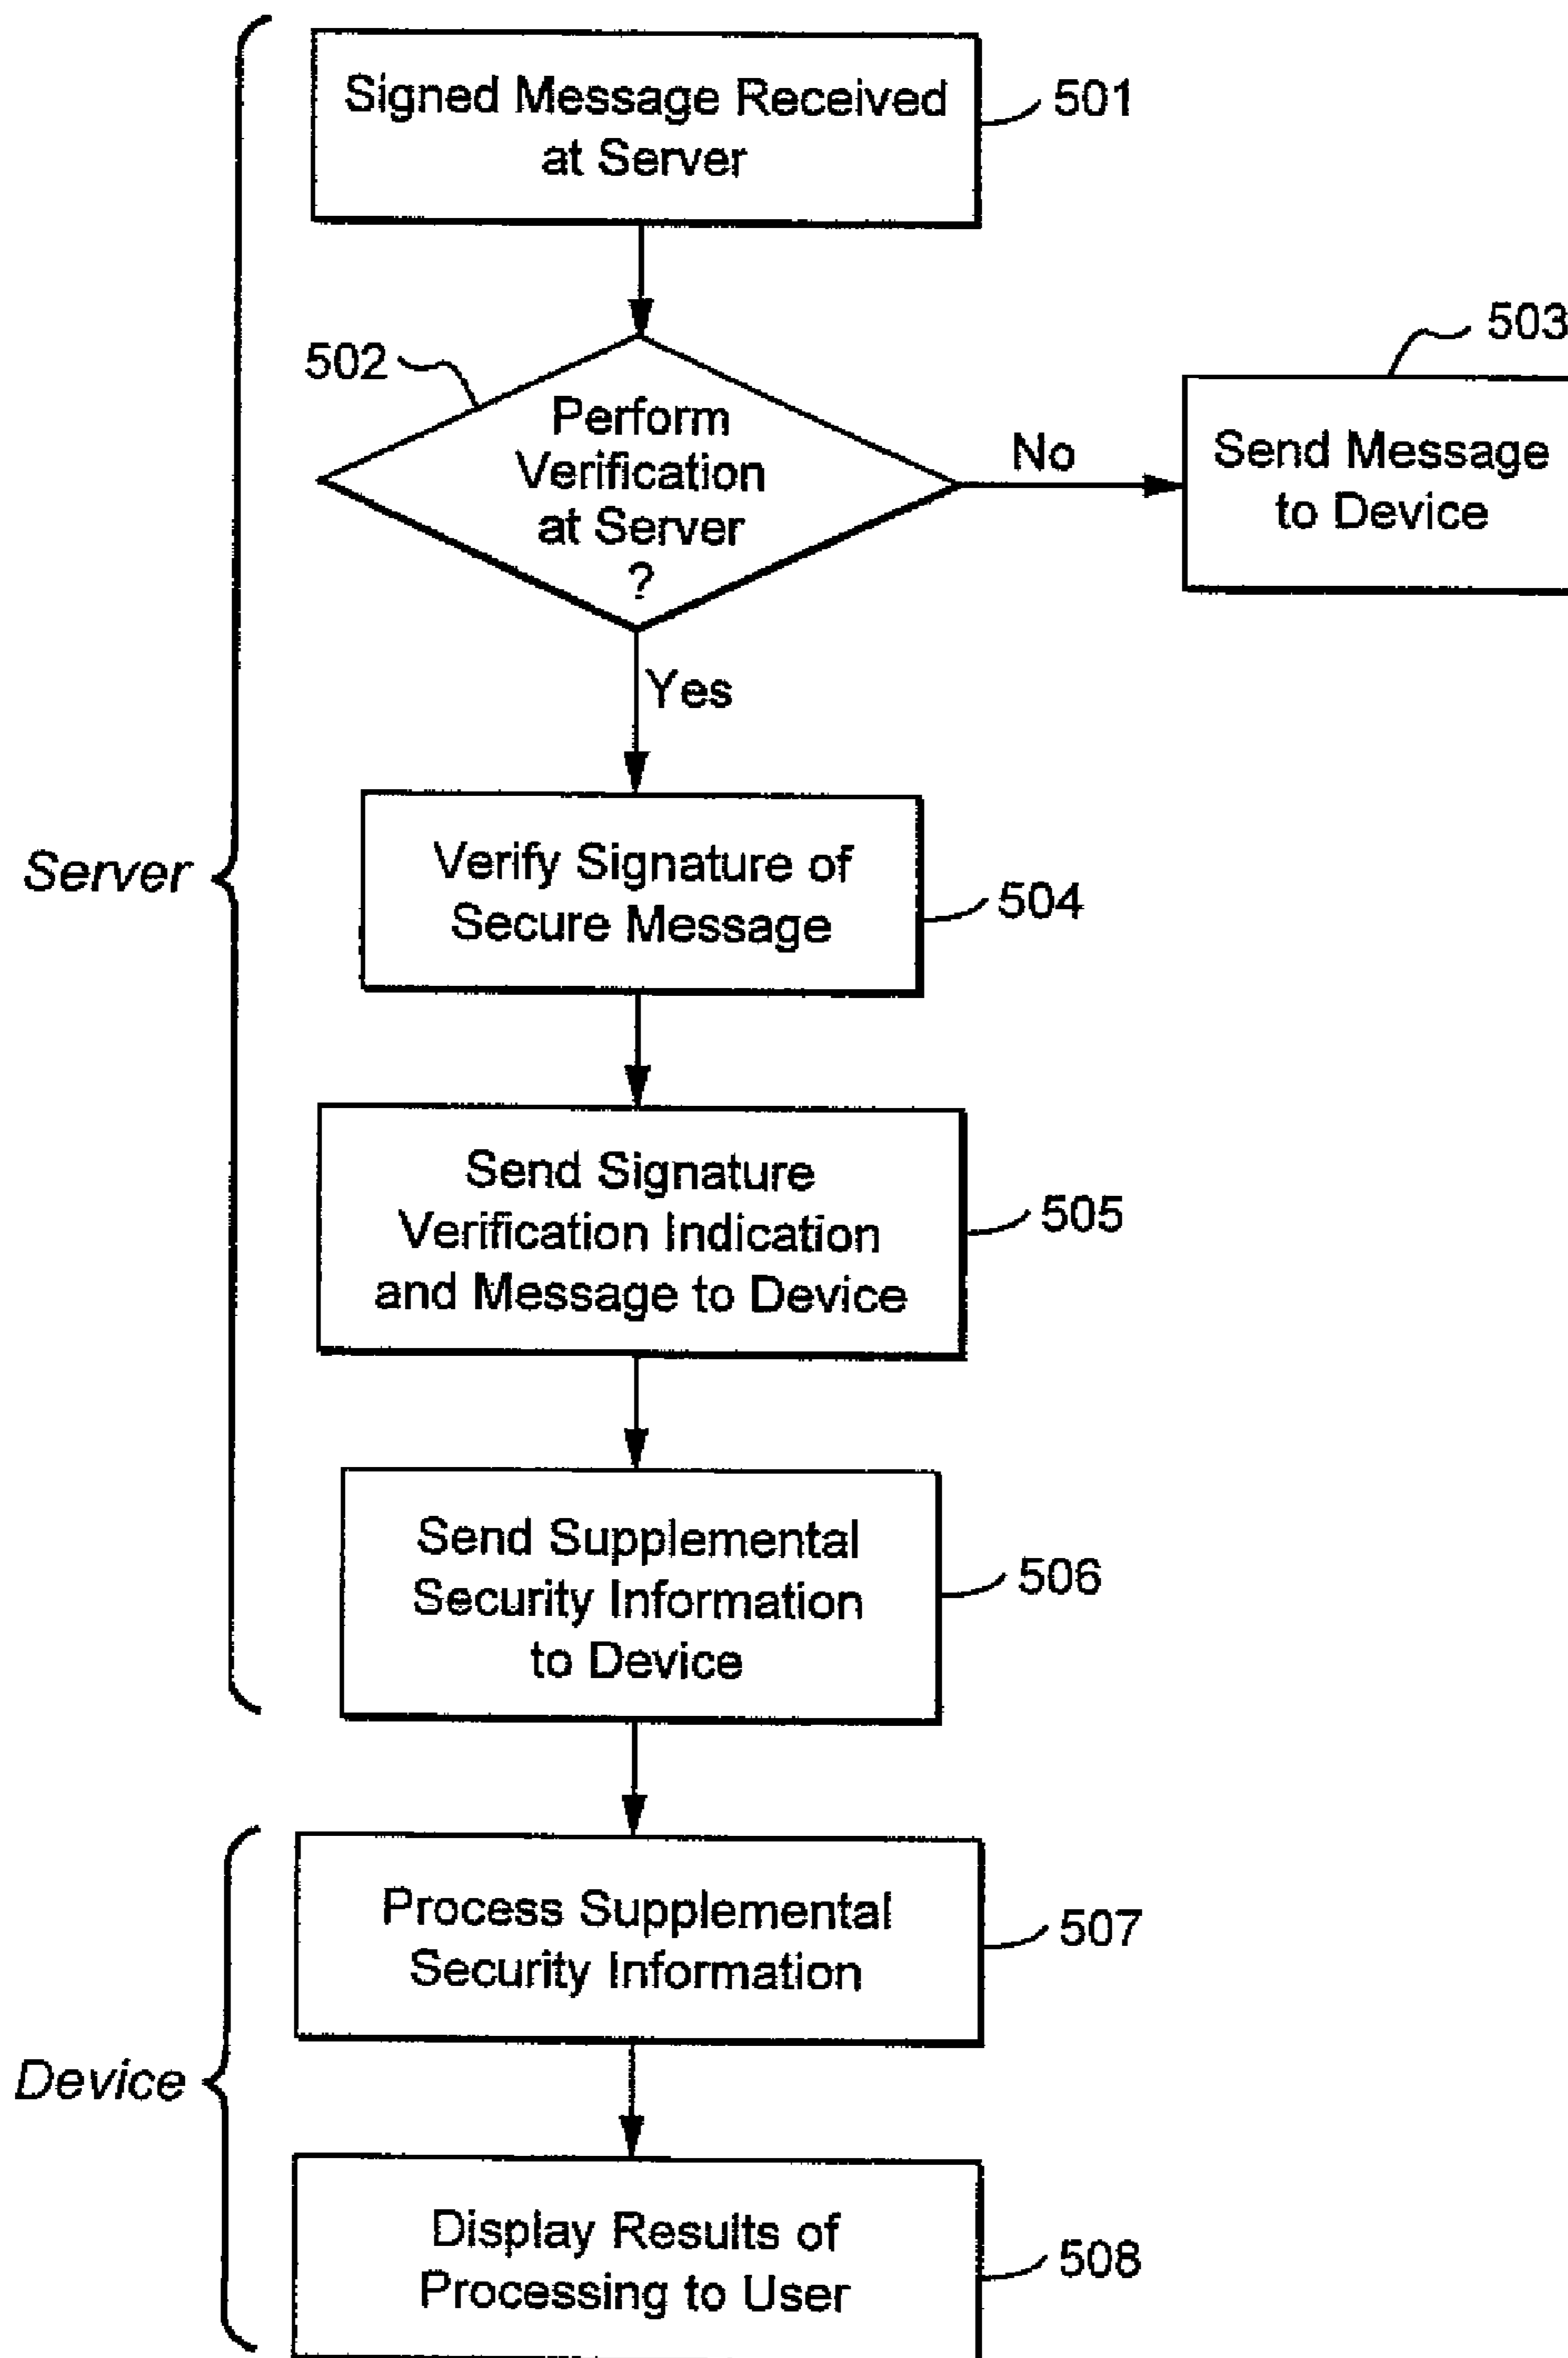 Signed Message Received
at Server
501
502
Perform
Verification
at Server
?
No
503
Send Message
to Device
Yes
Server
Verify Signature of
Secure Message
504
Send Signature
Verification Indication
and Message to Device
505
Send Supplemental
Security Information
to Device
506
Device
Process Supplemental
Security Information
507
Display Results of
Processing to User
508